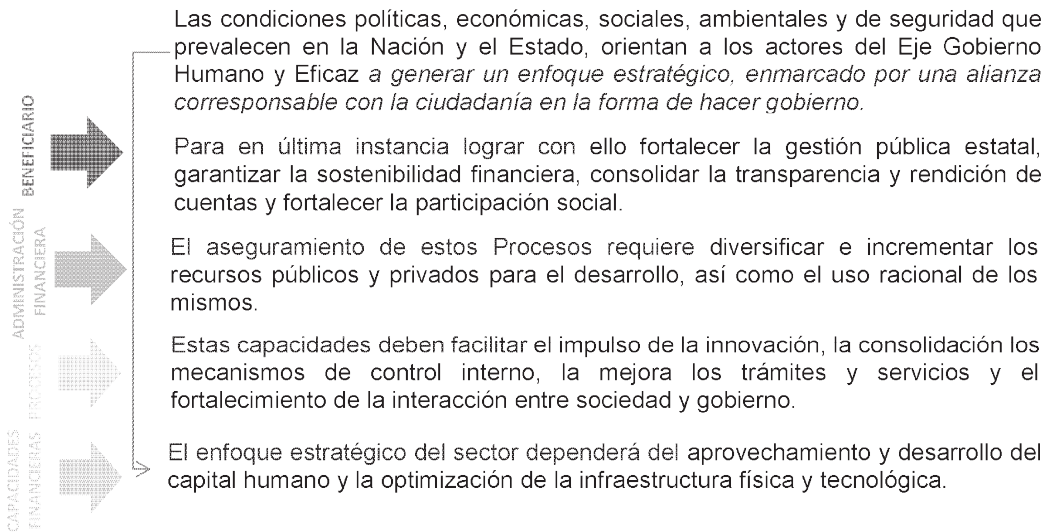 Las condiciones políticas, económicas, sociales, ambientales y de seguridad que
prevalecen en la Nación y el Estado, orientan a los actores del Eje Gobierno
Humano y Eficaz a generar un enfoque estratégico, enmarcado por una alianza
corresponsable con la ciudadanía en la forma de hacer gobierno.
BENEFICIARIO
Para en última instancia lograr con ello fortalecer la gestión pública estatal,
garantizar la sostenibilidad financiera, consolidar la transparencia y rendición de
cuentas y fortalecer la participación social.
ADMINISTRACIÓN
FINANCIERA
El aseguramiento de estos Procesos requiere diversificar e incrementar los
recursos públicos y privados para el desarrollo, así como el uso racional de los
mismos.
PROCESOS
Estas capacidades deben facilitar el impulso de la innovación, la consolidación los
mecanismos de control interno, la mejora los trámites y servicios y el
fortalecimiento de la interacción entre sociedad y gobierno.
CAPACIDADES
FINANCIERAS
El enfoque estratégico del sector dependerá del aprovechamiento y desarrollo del
capital humano y la optimización de la infraestructura física y tecnológica.